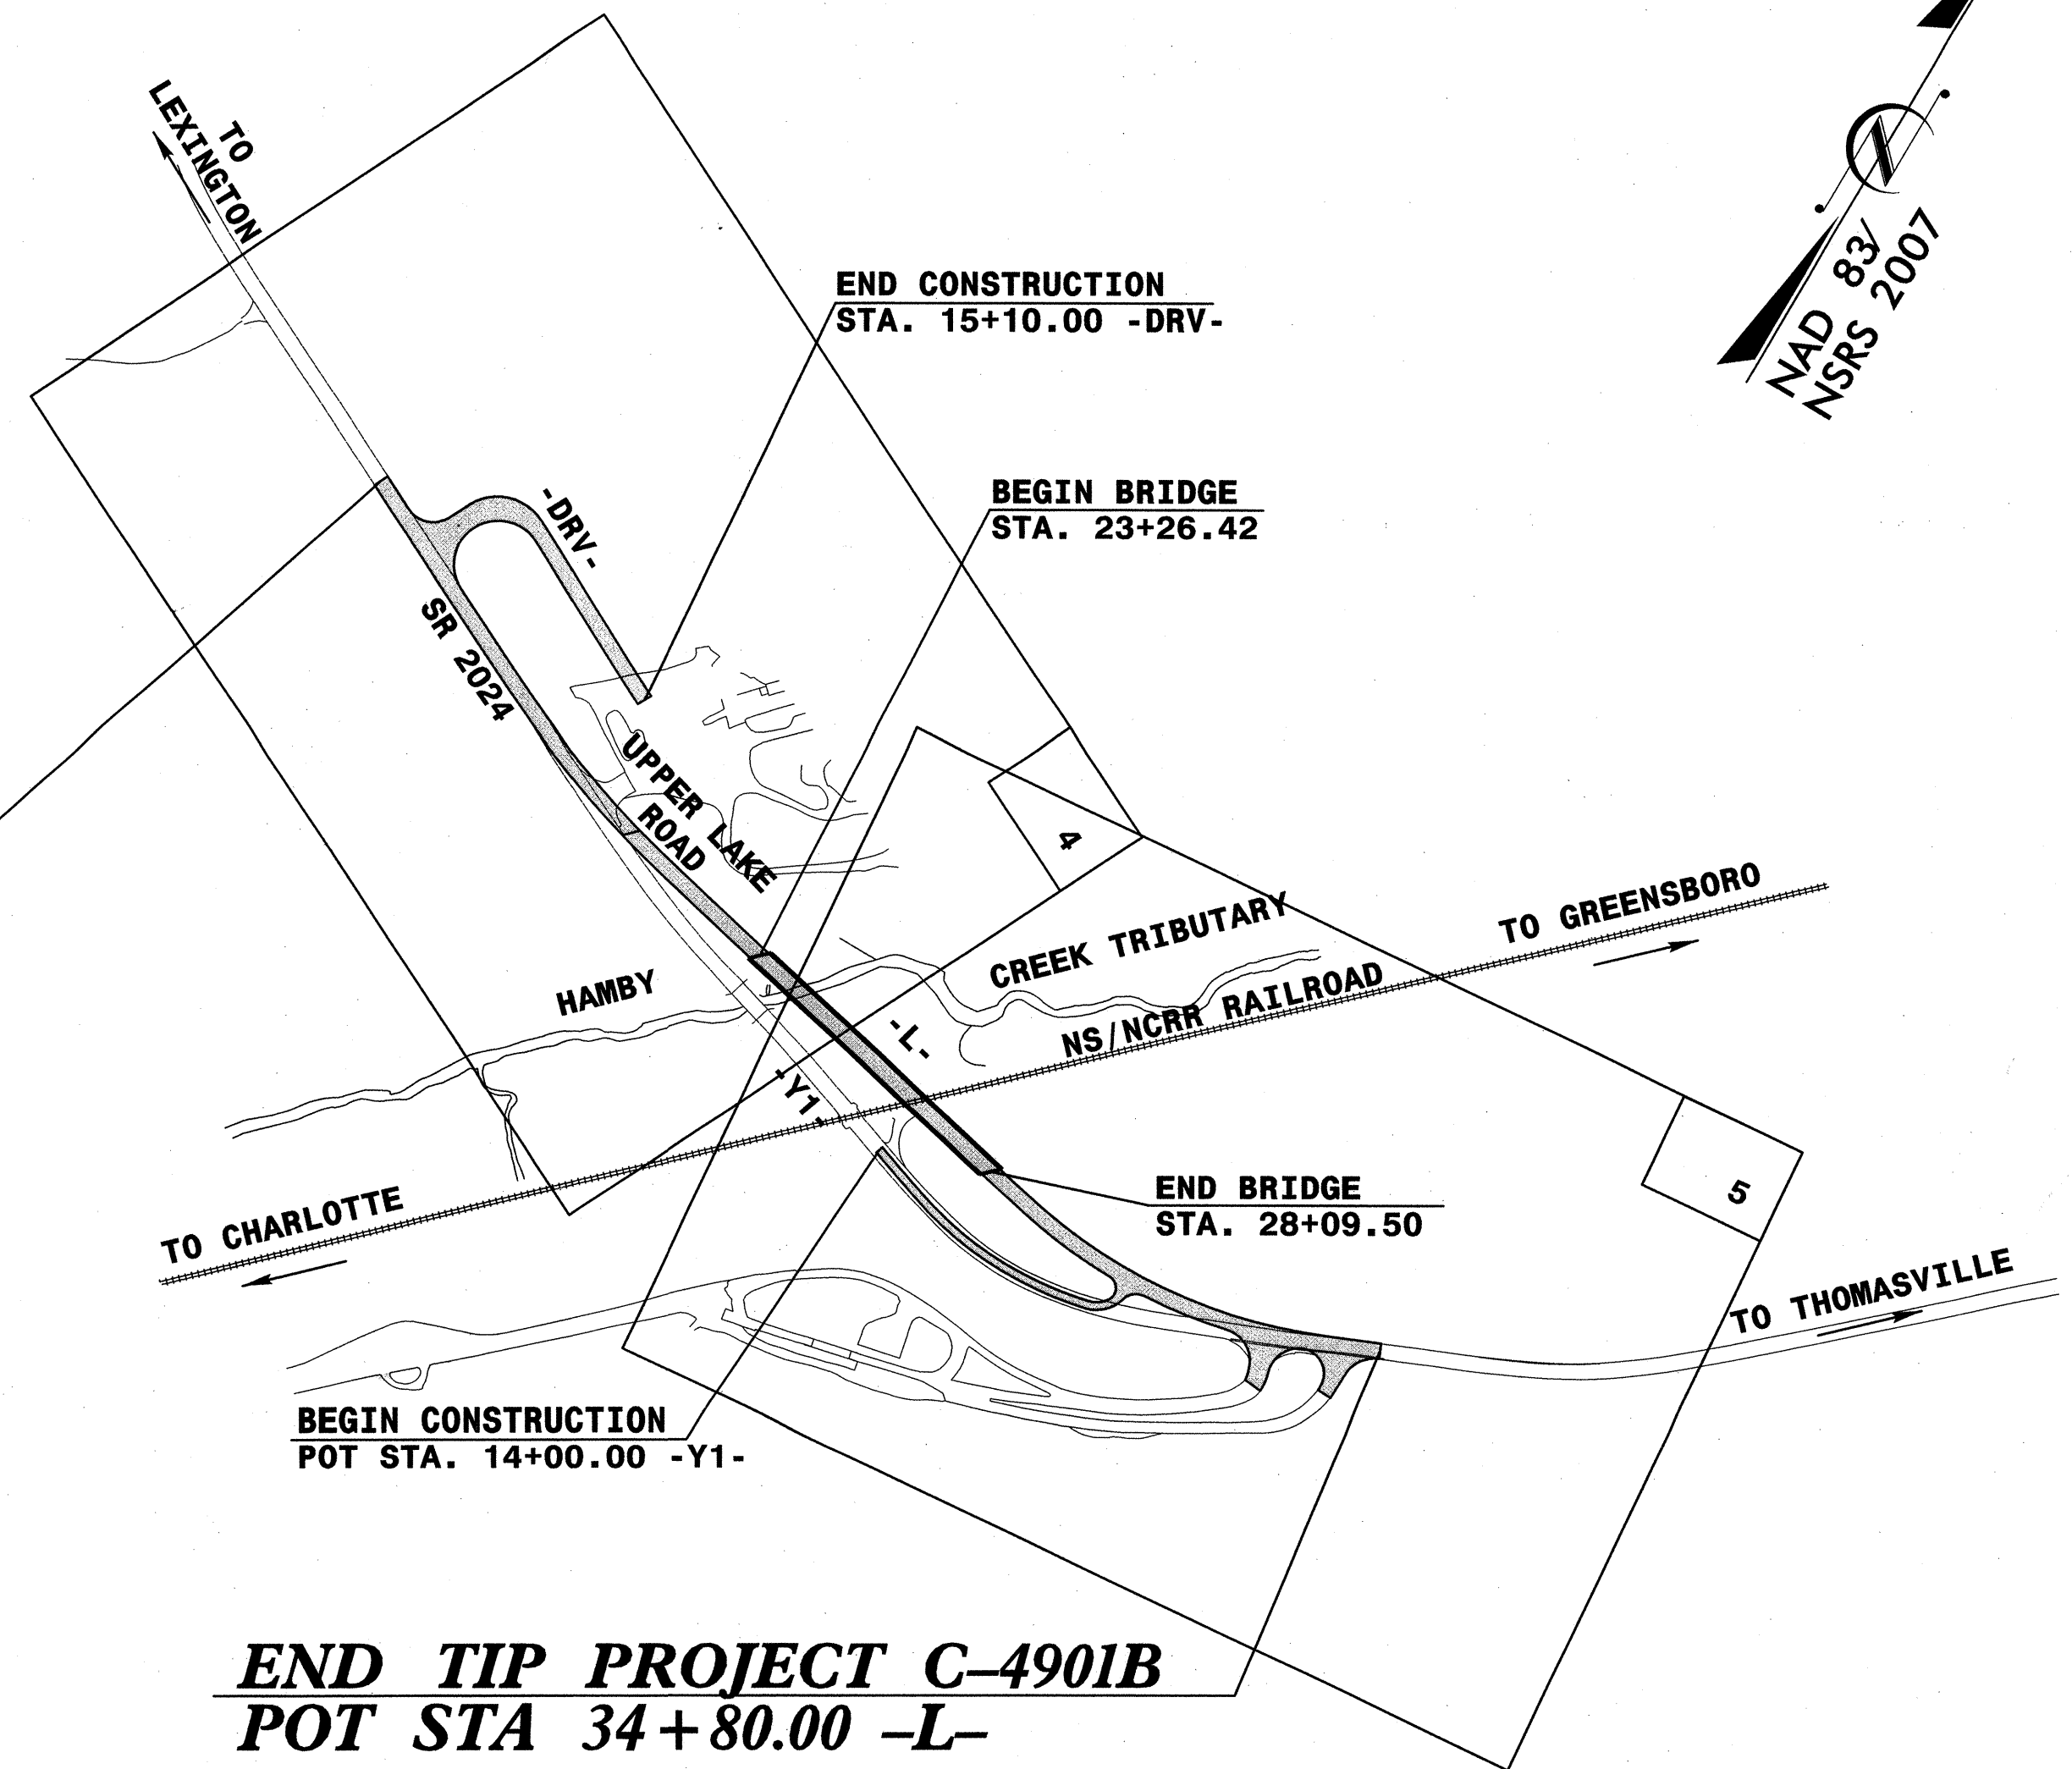 TO
LEXINGTON
END CONSTRUCTION
STA. 15+10.00 -DRV-
N
NAD 83/
NSRS 2007
BEGIN BRIDGE
STA. 23+26.42
-DRV-
SR 2024
UPPER LAKE
ROAD
4
HAMBY
CREEK TRIBUTARY
TO GREENSBORO
NS/NCRR RAILROAD
-L-
-Y1-
TO CHARLOTTE
END BRIDGE
STA. 28+09.50
5
TO THOMASVILLE
BEGIN CONSTRUCTION
POT STA. 14+00.00 -Y1-
END TIP PROJECT C–4901B
POT STA 34+80.00 –L–